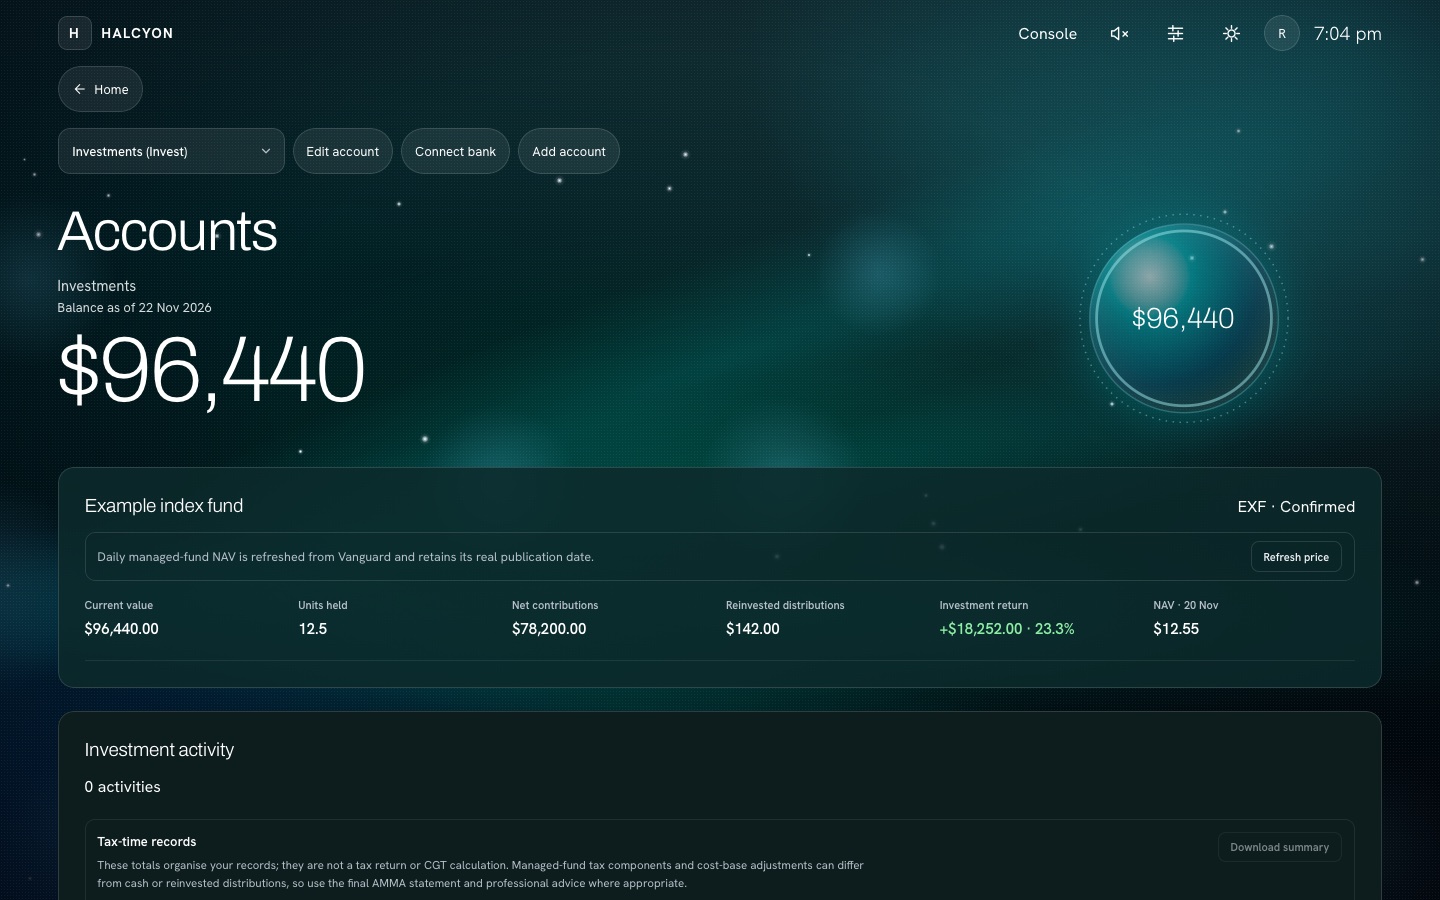 H HALCYON
Console R 7:04 pm
Home
Investments (Invest) Edit account Connect bank Add account
Accounts
Investments
Balance as of 22 Nov 2026
$96,440
$96,440
Example index fund
EXF · Confirmed
Daily managed-fund NAV is refreshed from Vanguard and retains its real publication date.
Refresh price
Current value Units held Net contributions Reinvested distributions Investment return NAV · 20 Nov
$96,440.00 12.5 $78,200.00 $142.00 +$18,252.00 · 23.3% $12.55
Investment activity
0 activities
Tax-time records
Download summary
These totals organise your records; they are not a tax return or CGT calculation. Managed-fund tax components and cost-base adjustments can differ
from cash or reinvested distributions, so use the final AMMA statement and professional advice where appropriate.